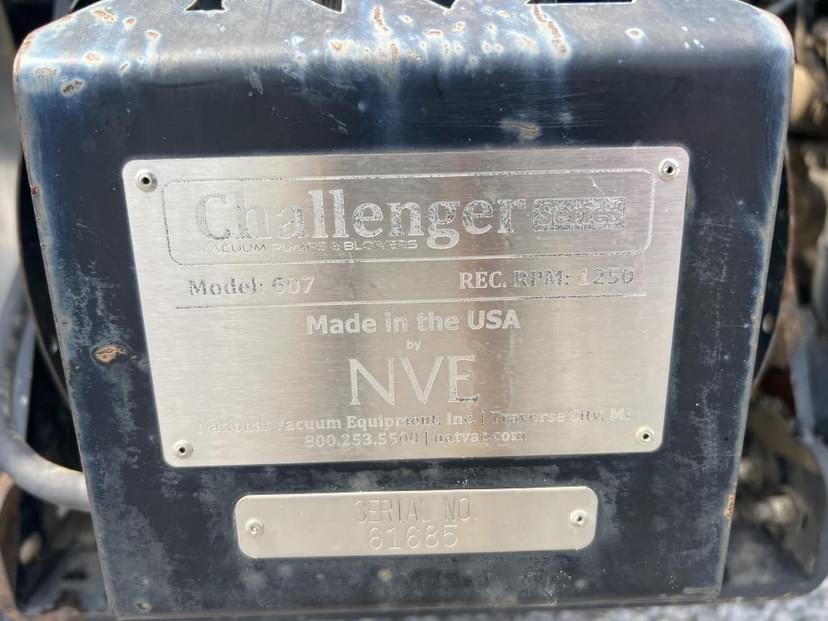 Challenger Series
VACUUM PUMPS & BLOWERS
Model: 607 REC. RPM: 1250
Made in the USA
by
NVE
National Vacuum Equipment, Inc. | Traverse City, MI
800.253.5500 | natvac.com
SERIAL NO.
61685